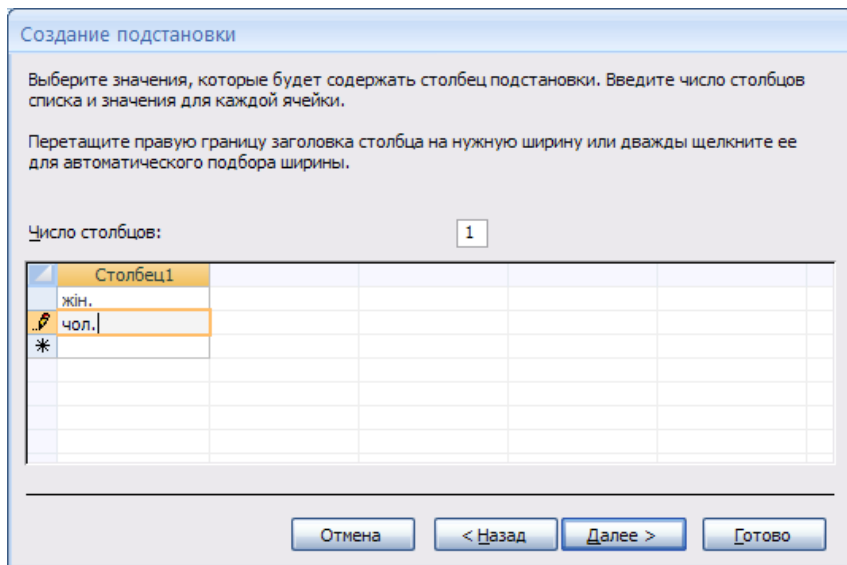 Создание подстановки
Выберите значения, которые будет содержать столбец подстановки. Введите число столбцов
списка и значения для каждой ячейки.
Перетащите правую границу заголовка столбца на нужную ширину или дважды щелкните ее
для автоматического подбора ширины.
Число столбцов: 1
Столбец1
жін.
чол.
Отмена < Назад Далее > Готово